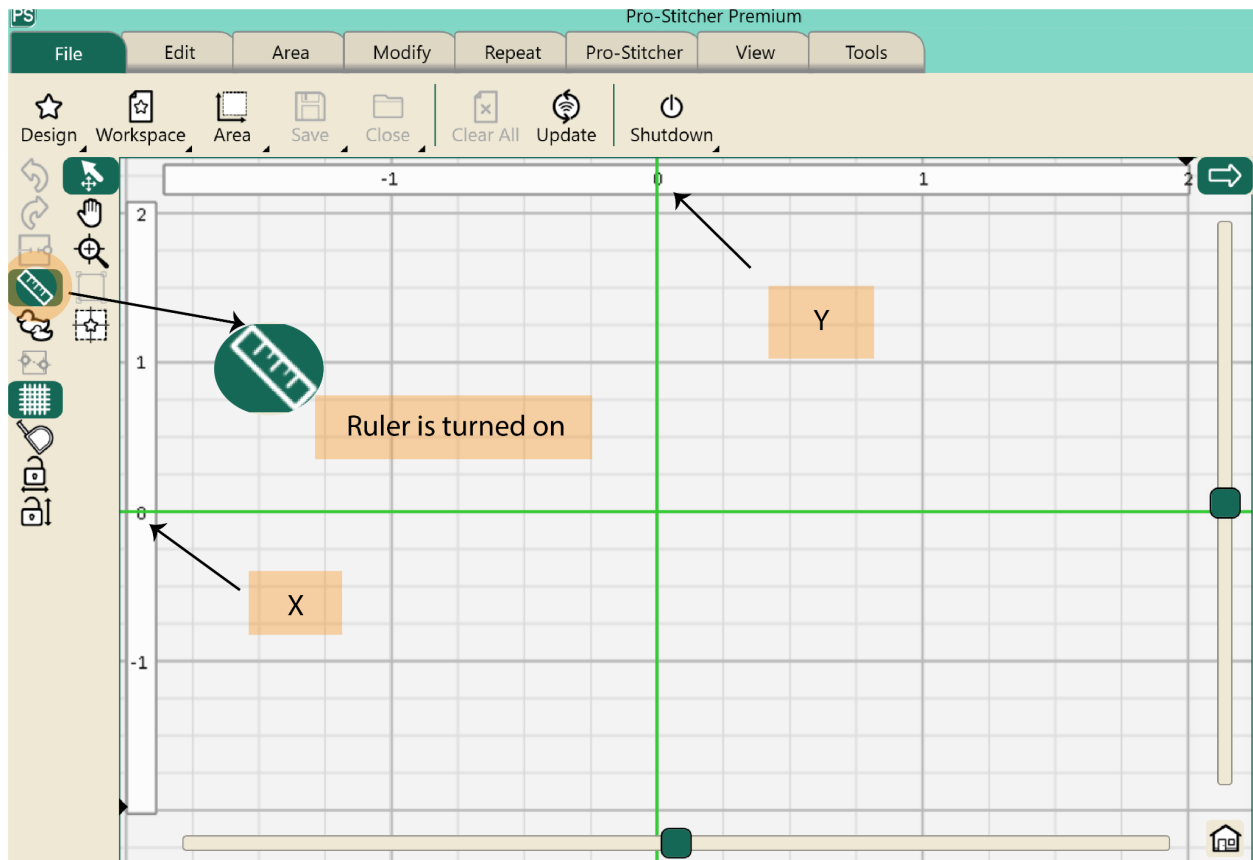 PS
Pro-Stitcher Premium
File Edit Area Modify Repeat Pro-Stitcher View Tools
Design Workspace Area Save Close Clear All Update Shutdown
-1 0 1 2
2
Y
1
Ruler is turned on
0
X
-1